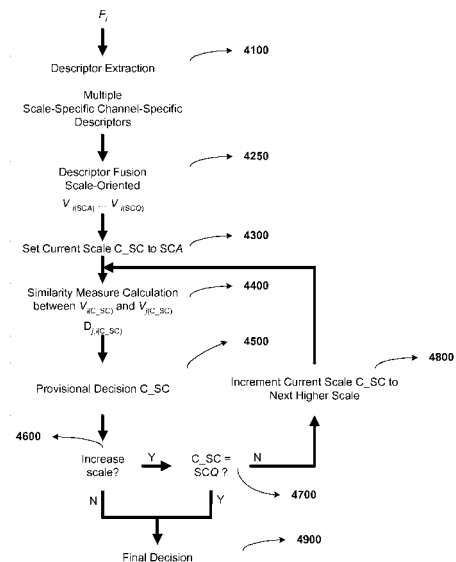 F_i
4100
Descriptor Extraction
Multiple
Scale-Specific Channel-Specific
Descriptors
4250
Descriptor Fusion
Scale-Oriented
V_i(SCA) ... V_i(SCQ)
4300
Set Current Scale C_SC to SCA
Similarity Measure Calculation
between V_i(C_SC) and V_j(C_SC)
4400
D_j,i(C_SC)
4500
4800
Provisional Decision C_SC
Increment Current Scale C_SC to
Next Higher Scale
4600
Increase
scale?
Y
C_SC =
SCQ ?
N
4700
N
Y
4900
Final Decision